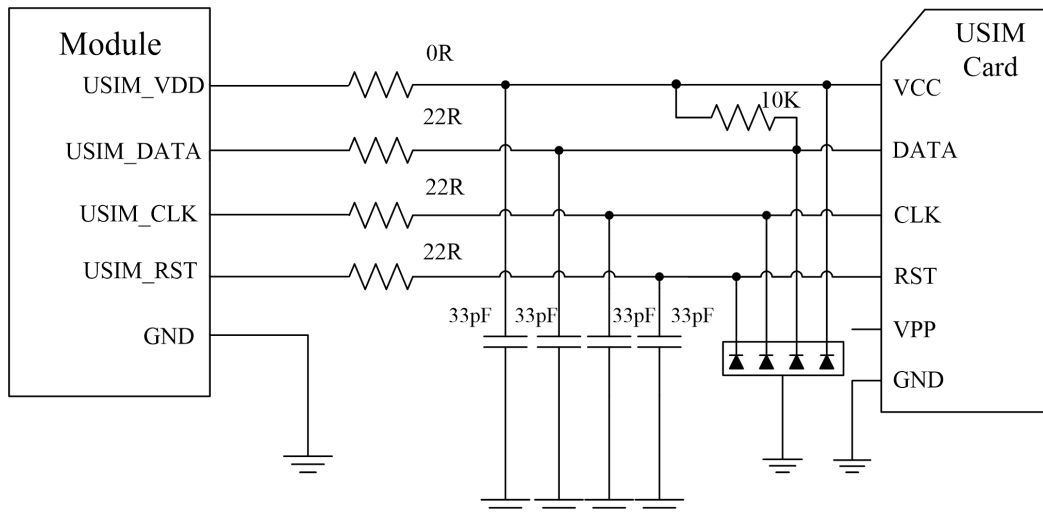 Module
USIM_VDD
USIM_DATA
USIM_CLK
USIM_RST
GND
0R
22R
22R
22R
10K
33pF
33pF
33pF
33pF
USIM
Card
VCC
DATA
CLK
RST
VPP
GND